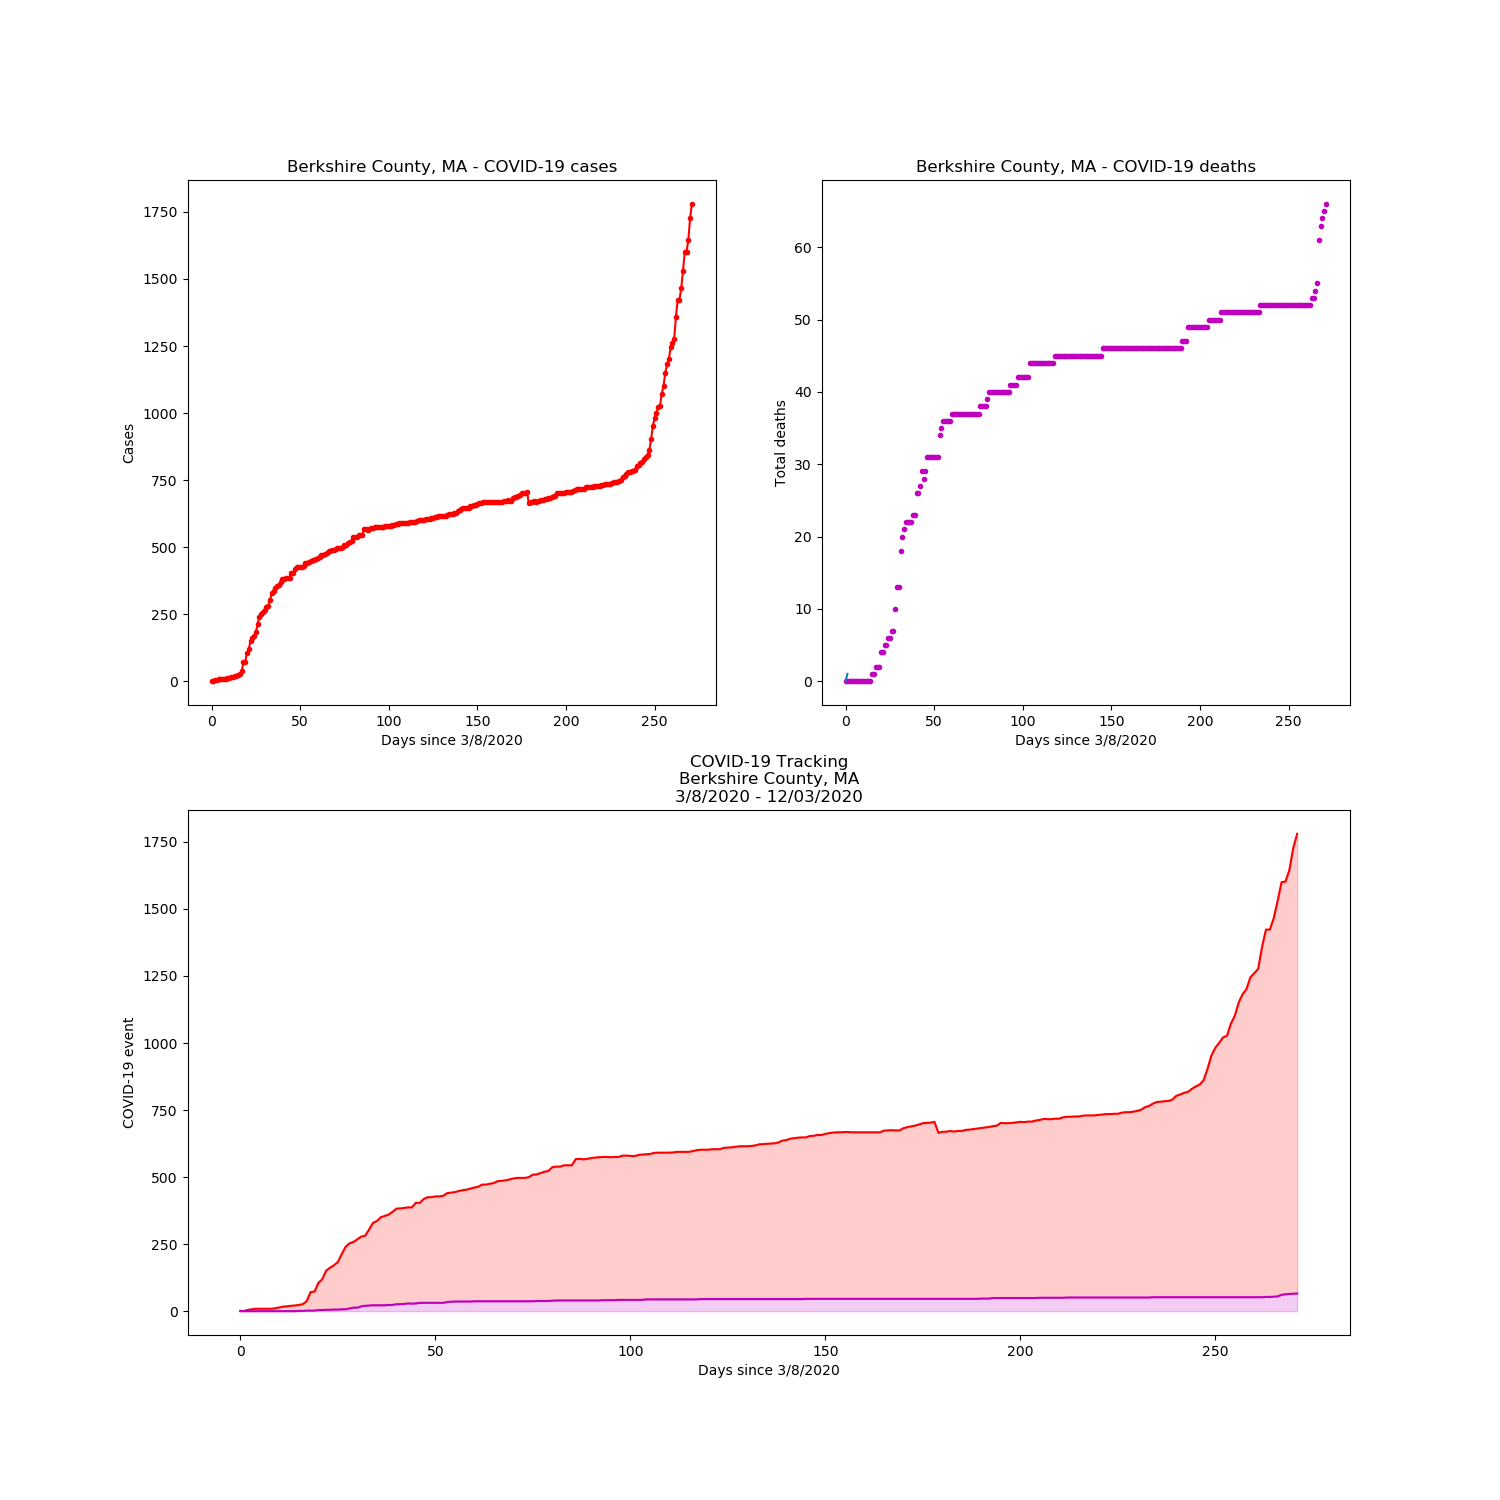 Berkshire County, MA - COVID-19 cases
1750
1500
1250
1000
750
500
250
0
Cases
0 50 100 150 200 250
Days since 3/8/2020
Berkshire County, MA - COVID-19 deaths
60
50
40
30
20
10
0
Total deaths
0 50 100 150 200 250
Days since 3/8/2020
COVID-19 Tracking
Berkshire County, MA
3/8/2020 - 12/03/2020
1750
1500
1250
1000
750
500
250
0
COVID-19 event
0 50 100 150 200 250
Days since 3/8/2020